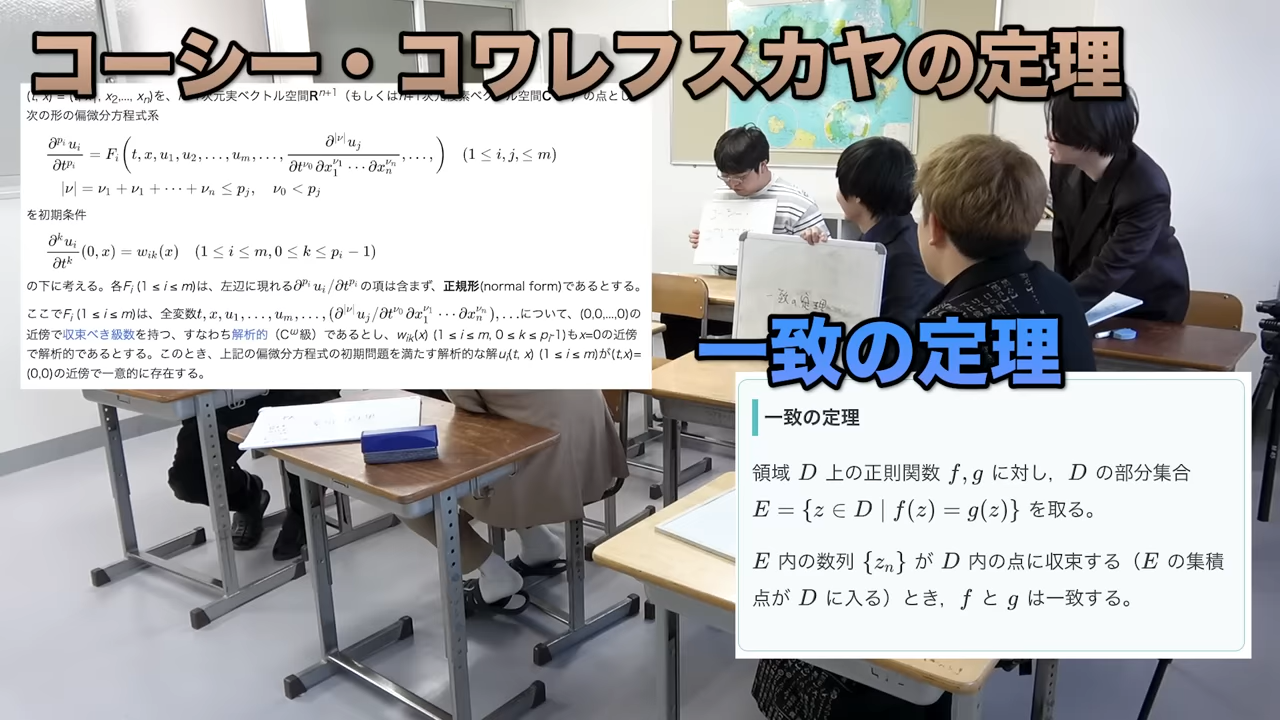 コーシー・コワレフスカヤの定理
次の形の偏微分方程式系
∂^{p_i}u_i/∂t^{p_i} = F_i(t, x, u_1, u_2, …, u_m, …, ∂^{|ν|}u_j/∂t^{ν_0}∂x_1^{ν_1}⋯∂x_n^{ν_n}, …, ) (1 ≤ i, j, ≤ m)
|ν| = ν_1 + ν_1 + ⋯ + ν_n ≤ p_j, ν_0 < p_j
を初期条件
∂^k u_i/∂t^k (0, x) = w_{ik}(x) (1 ≤ i ≤ m, 0 ≤ k ≤ p_i − 1)
の下に考える。各F_i (1 ≤ i ≤ m)は、左辺に現れる∂^{p_i}u_i/∂t^{p_i}の項は含まず、正規形(normal form)であるとする。
ここでF_i (1 ≤ i ≤ m)は、全変数t, x, u_1, …, u_m, …, (∂^{|ν|}u_j/∂t^{ν_0}∂x_1^{ν_1}⋯∂x_n^{ν_n}), …について、(0,0,...,0)の
近傍で収束べき級数を持つ、すなわち解析的（C^ω級）であるとし、w_{ik}(x) (1 ≤ i ≤ m, 0 ≤ k ≤ p_i-1)もx=0の近傍
で解析的であるとする。このとき、上記の偏微分方程式の初期問題を満たす解析的な解u_i(t, x) (1 ≤ i ≤ m)が(t,x)=
(0,0)の近傍で一意的に存在する。
コーシー
一致の定理
一致の定理
一致の定理
領域 D 上の正則関数 f, g に対し，D の部分集合
E = {z ∈ D | f(z) = g(z)} を取る。
E 内の数列 {z_n} が D 内の点に収束する（E の集積
点が D に入る）とき，f と g は一致する。